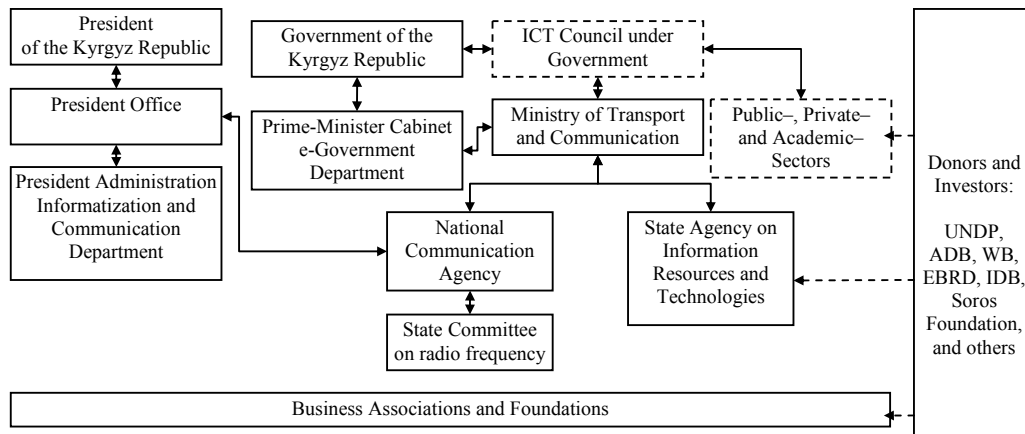 President
of the Kyrgyz Republic
Government of the
Kyrgyz Republic
ICT Council under
Government
President Office
Prime-Minister Cabinet
e-Government
Department
Ministry of Transport
and Communication
Public–, Private–
and Academic–
Sectors
President Administration
Informatization and
Communication
Department
National
Communication
Agency
State Agency on
Information
Resources and
Technologies
State Committee
on radio frequency
Business Associations and Foundations
Donors and
Investors:
UNDP,
ADB, WB,
EBRD, IDB,
Soros
Foundation,
and others